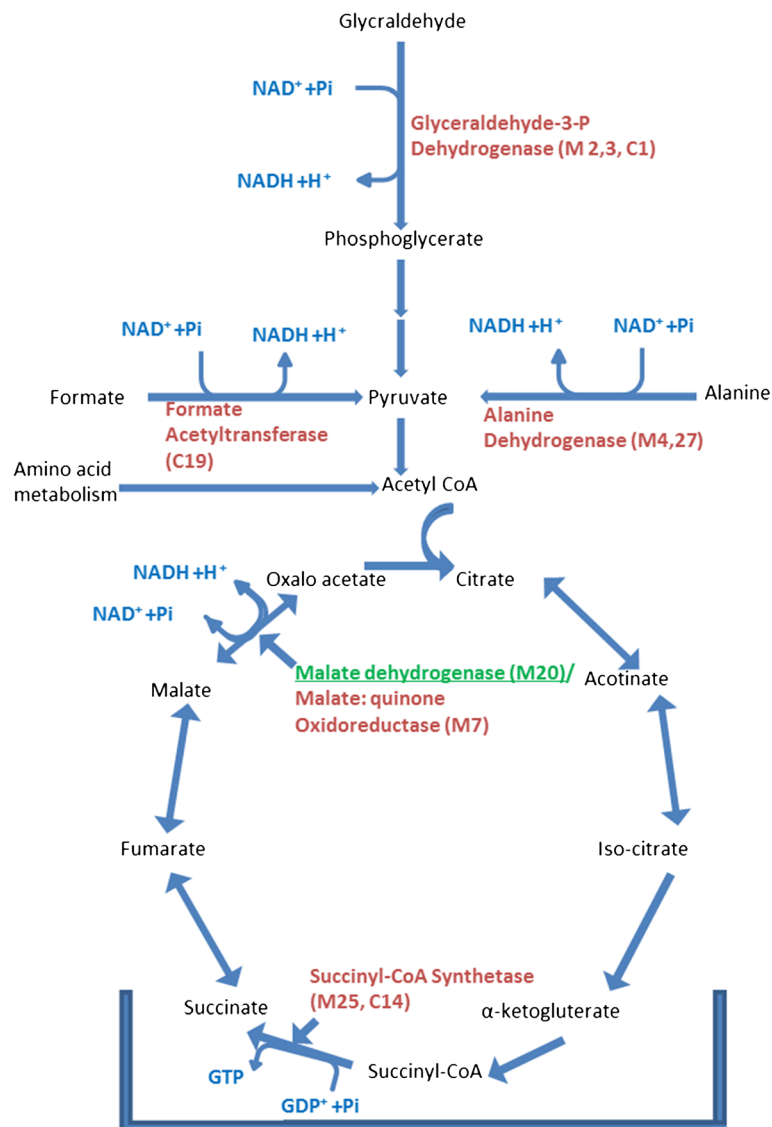 Glycraldehyde
NAD⁺ +Pi
Glyceraldehyde-3-P
Dehydrogenase (M 2,3, C1)
NADH +H⁺
Phosphoglycerate
NAD⁺ +Pi
NADH +H⁺
NADH +H⁺
NAD⁺ +Pi
Formate
Pyruvate
Alanine
Formate
Acetyltransferase
(C19)
Alanine
Dehydrogenase (M4,27)
Amino acid
metabolism
Acetyl CoA
NADH +H⁺
Oxalo acetate
Citrate
NAD⁺ +Pi
Malate dehydrogenase (M20)/
Malate: quinone
Oxidoreductase (M7)
Malate
Acotinate
Fumarate
Iso-citrate
Succinyl-CoA Synthetase
(M25, C14)
Succinate
α-ketogluterate
Succinyl-CoA
GTP
GDP⁺ +Pi